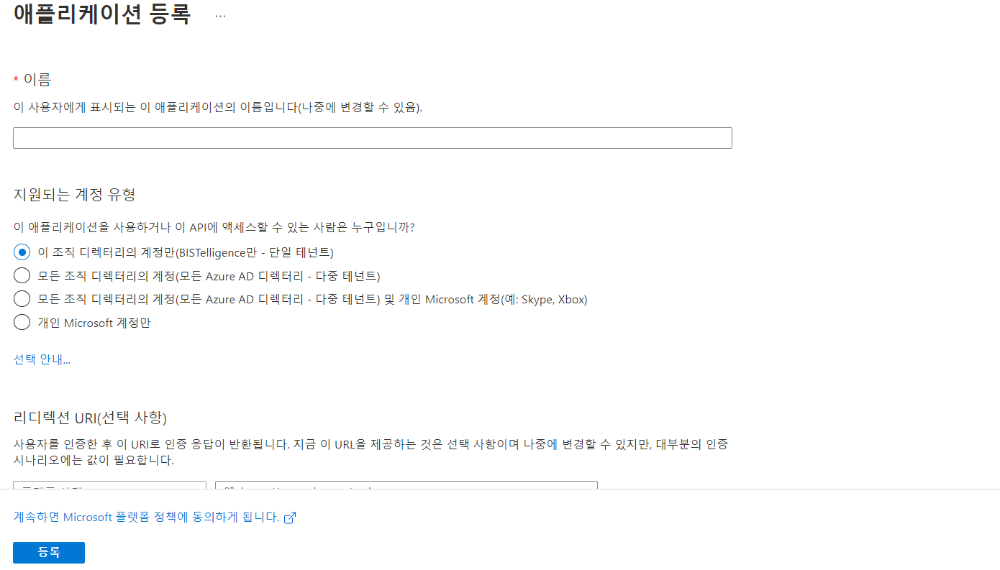 애플리케이션 등록 ...
* 이름
이 사용자에게 표시되는 이 애플리케이션의 이름입니다(나중에 변경할 수 있음).
지원되는 계정 유형
이 애플리케이션을 사용하거나 이 API에 액세스할 수 있는 사람은 누구입니까?
이 조직 디렉터리의 계정만(BISTelligence만 - 단일 테넌트)
모든 조직 디렉터리의 계정(모든 Azure AD 디렉터리 - 다중 테넌트)
모든 조직 디렉터리의 계정(모든 Azure AD 디렉터리 - 다중 테넌트) 및 개인 Microsoft 계정(예: Skype, Xbox)
개인 Microsoft 계정만
선택 안내...
리디렉션 URI(선택 사항)
사용자를 인증한 후 이 URI로 인증 응답이 반환됩니다. 지금 이 URL을 제공하는 것은 선택 사항이며 나중에 변경할 수 있지만, 대부분의 인증
시나리오에는 값이 필요합니다.
계속하면 Microsoft 플랫폼 정책에 동의하게 됩니다.
등록